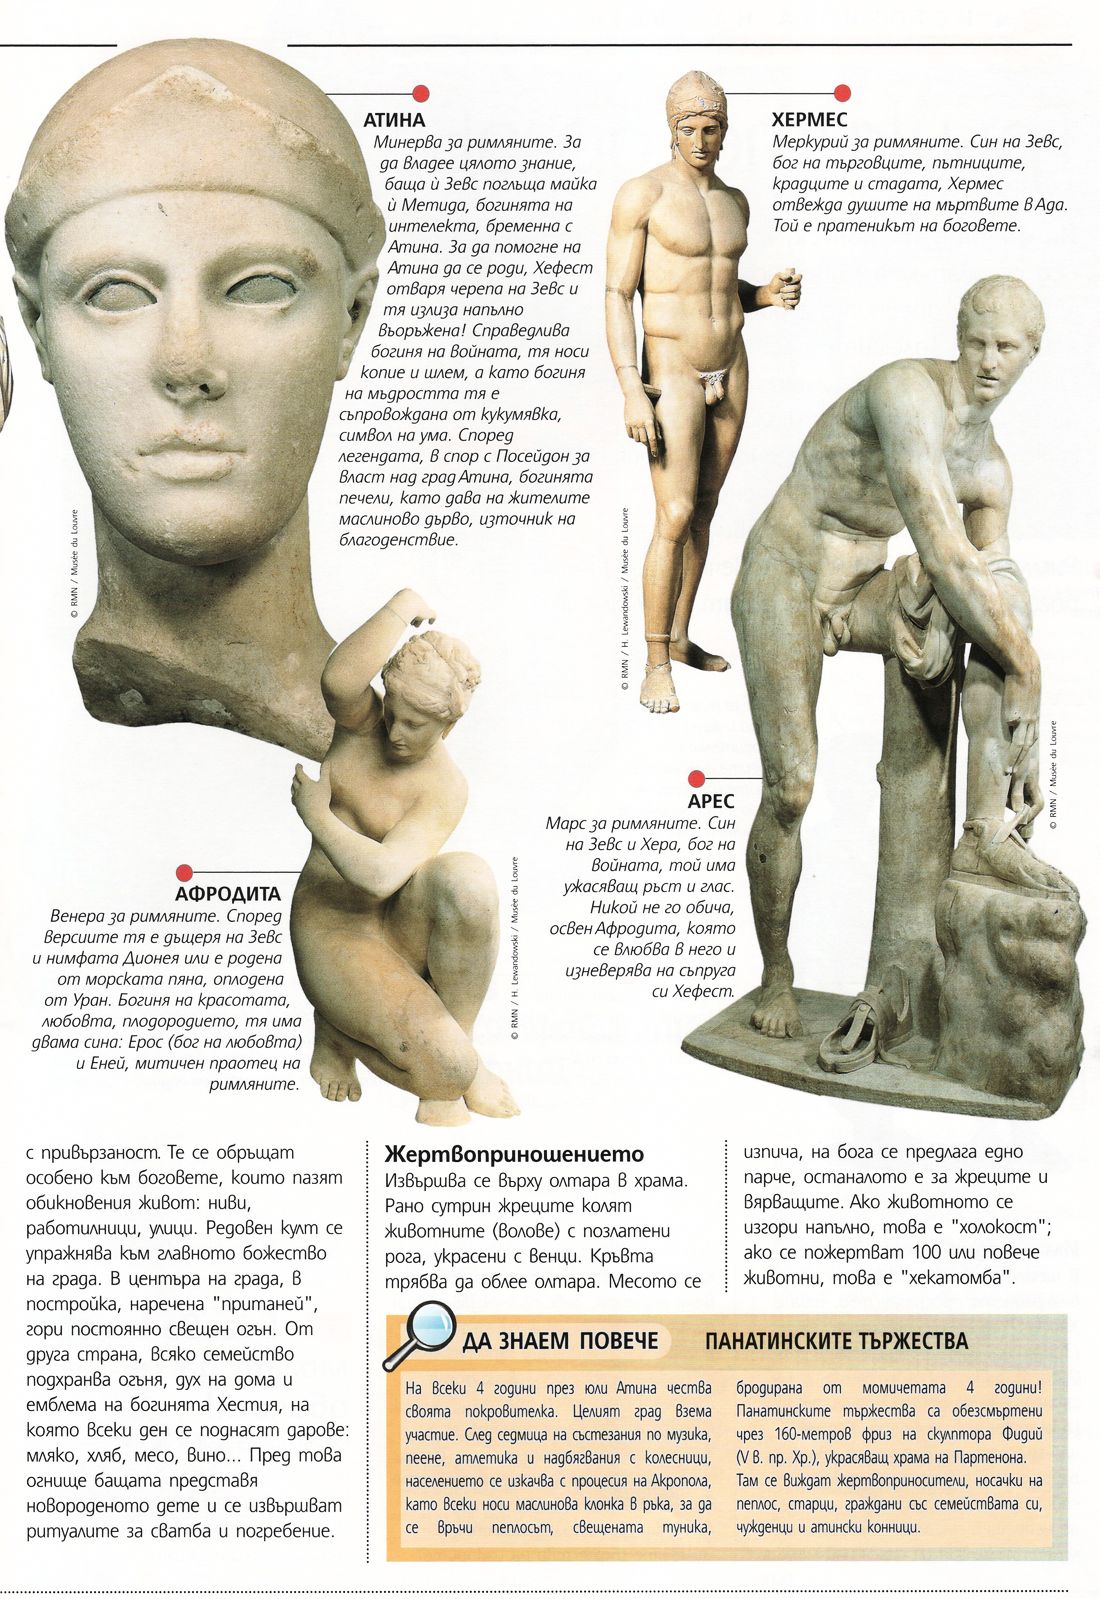 АТИНА
Минерва за римляните. За
да владее цялото знание,
баща ѝ Зевс поглъща майка
ѝ Метида, богинята на
интелекта, бременна с
Атина. За да помогне на
Атина да се роди, Хефест
отваря черепа на Зевс и
тя излиза напълно
въоръжена! Справедлива
богиня на войната, тя носи
копие и шлем, а като богиня
на мъдростта тя е
съпровождана от кукумявка,
символ на ума. Според
легендата, в спор с Посейдон за
власт над град Атина, богинята
печели, като дава на жителите
маслиново дърво, източник на
благоденствие.
© RMN / Musée du Louvre
ХЕРМЕС
Меркурий за римляните. Син на Зевс,
бог на търговците, пътниците,
крадците и стадата, Хермес
отвежда душите на мъртвите в Ада.
Той е пратеникът на боговете.
© RMN / H. Lewandowski / Musée du Louvre
АРЕС
Марс за римляните. Син
на Зевс и Хера, бог на
войната, той има
ужасяващ ръст и глас.
Никой не го обича,
освен Афродита, която
се влюбва в него и
изневерява на съпруга
си Хефест.
© RMN / Musée du Louvre
АФРОДИТА
Венера за римляните. Според
версиите тя е дъщеря на Зевс
и нимфата Дионея или е родена
от морската пяна, оплодена
от Уран. Богиня на красотата,
любовта, плодородието, тя има
двама сина: Ерос (бог на любовта)
и Еней, митичен праотец на
римляните.
© RMN / H. Lewandowski / Musée du Louvre
с привързаност. Те се обръщат
особено към боговете, които пазят
обикновения живот: ниви,
работилници, улици. Редовен култ се
упражнява към главното божество
на града. В центъра на града, в
постройка, наречена "пританей",
гори постоянно свещен огън. От
друга страна, всяко семейство
подхранва огъня, дух на дома и
емблема на богинята Хестия, на
която всеки ден се поднасят дарове:
мляко, хляб, месо, вино... Пред това
огнище бащата представя
новороденото дете и се извършват
ритуалите за сватба и погребение.
Жертвоприношението
Извършва се върху олтара в храма.
Рано сутрин жреците колят
животните (волове) с позлатени
рога, украсени с венци. Кръвта
трябва да облее олтара. Месото се
изпича, на бога се предлага едно
парче, останалото е за жреците и
вярващите. Ако животното се
изгори напълно, това е "холокост";
ако се пожертват 100 или повече
животни, това е "хекатомба".
ДА ЗНАЕМ ПОВЕЧЕ
ПАНАТИНСКИТЕ ТЪРЖЕСТВА
На всеки 4 години през юли Атина чества
своята покровителка. Целият град взема
участие. След седмица на състезания по музика,
пеене, атлетика и надбягвания с колесници,
населението се изкачва с процесия на Акропола,
като всеки носи маслинова клонка в ръка, за да
се връчи пеплосът, свещената туника,
бродирана от момичетата 4 години!
Панатинските тържества са обезсмъртени
чрез 160-метров фриз на скулптора Фидий
(V в. пр. Хр.), украсяващ храма на Партенона.
Там се виждат жертвоприносители, носачки на
пеплос, старци, граждани със семействата си,
чужденци и атински конници.